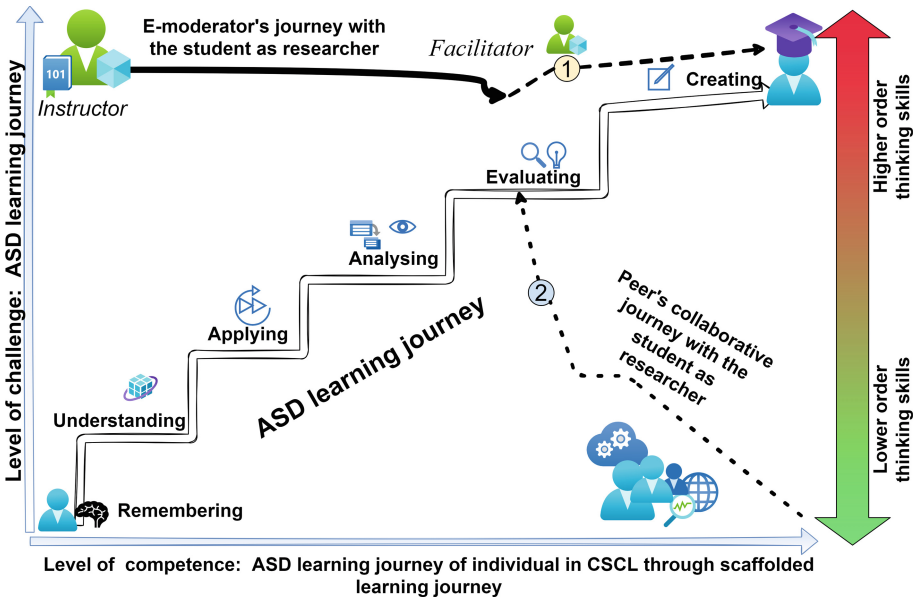 E-moderator's journey with
the student as researcher
Facilitator
1
101
Instructor
Creating
Evaluating
Analysing
Applying
Understanding
Remembering
ASD learning journey
2
Peer's collaborative
journey with the
student as
researcher
Higher order
thinking skills
Lower order
thinking skills
Level of challenge:  ASD learning journey
Level of  competence:  ASD learning journey of individual in CSCL through scaffolded
learning journey